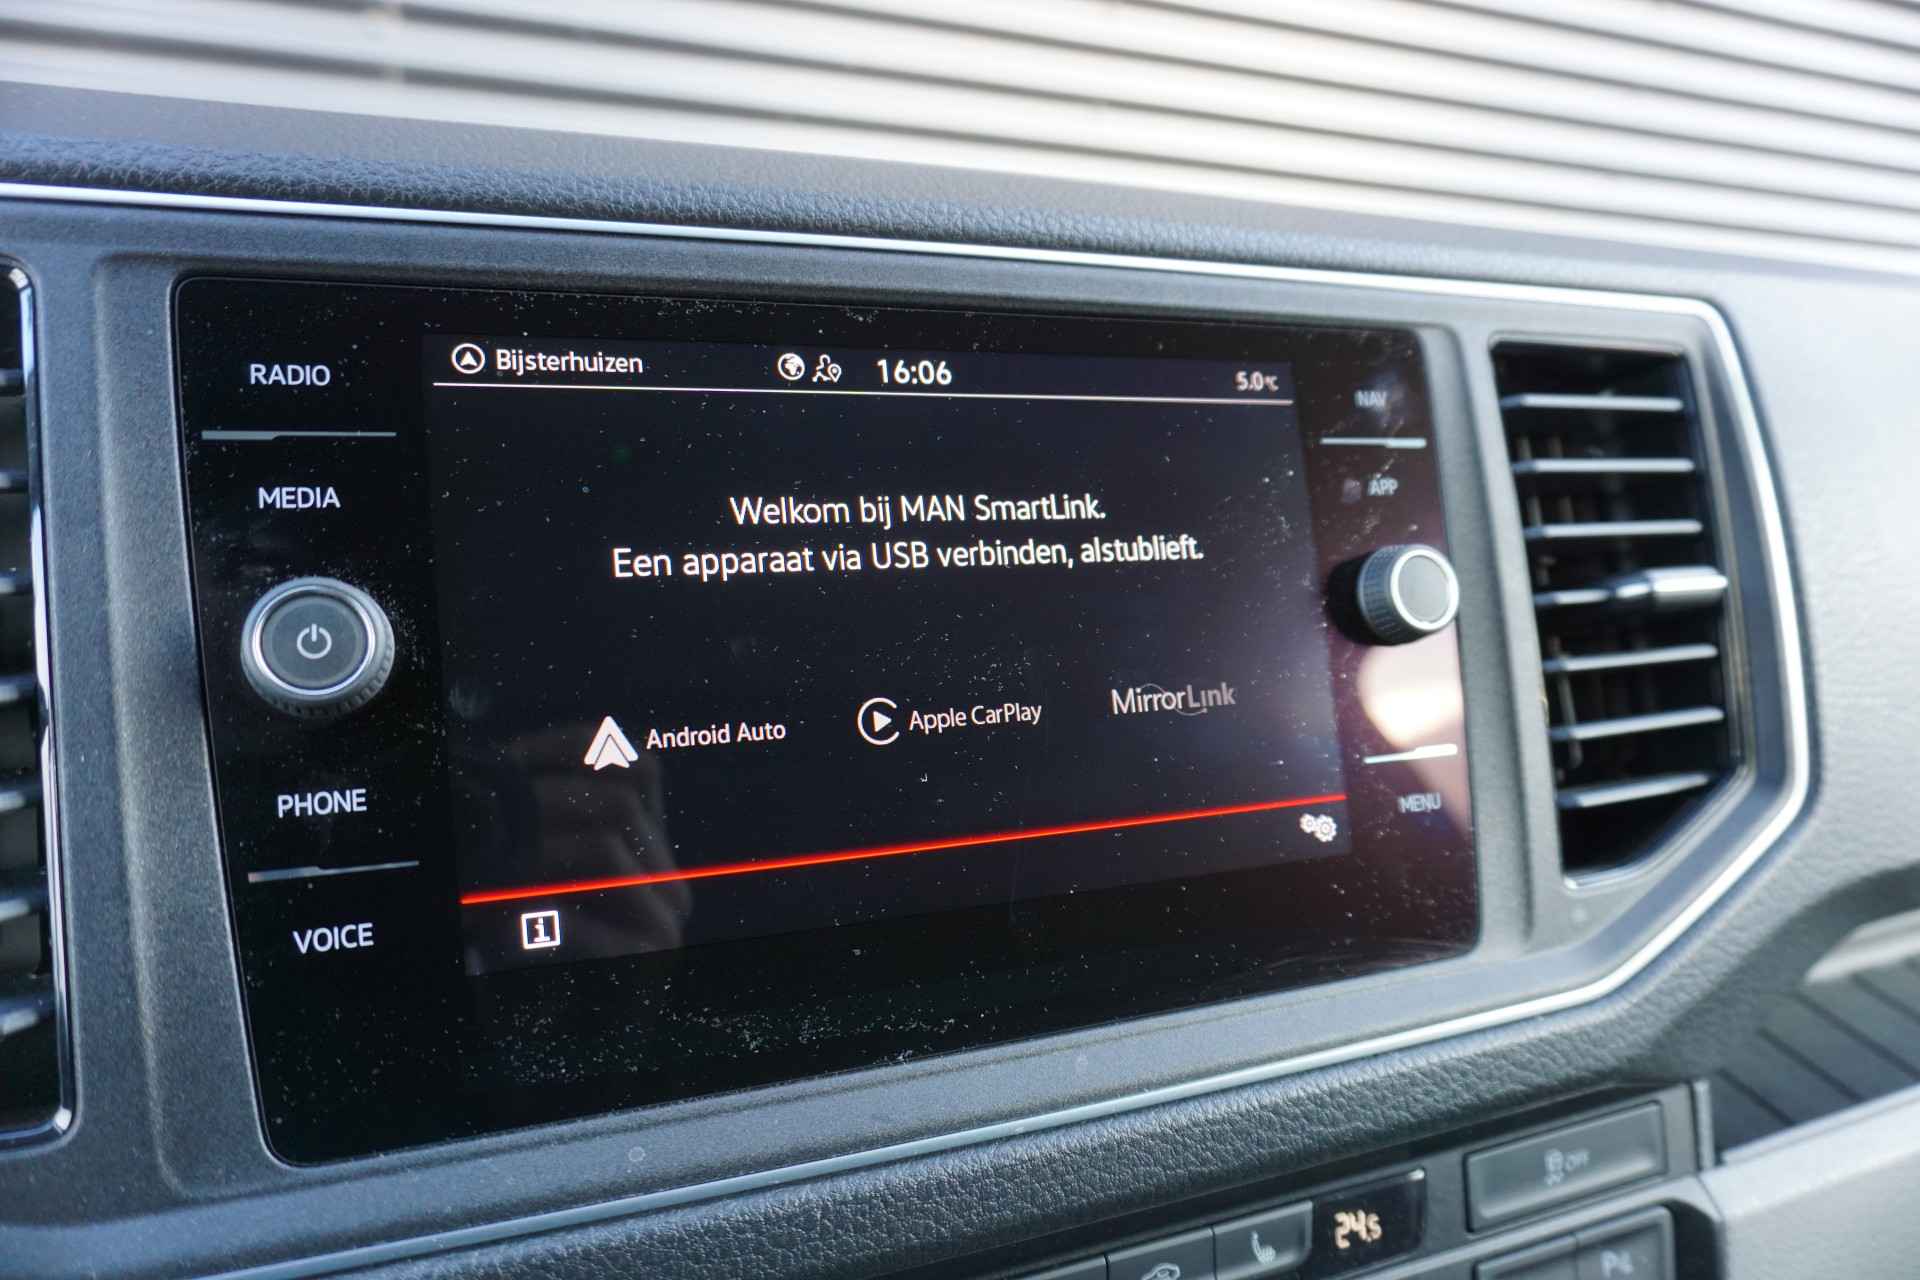 Bijsterhuizen 16:06 5.0°C
RADIO
MEDIA
PHONE
VOICE
Welkom bij MAN SmartLink.
Een apparaat via USB verbinden, alstublieft.
Android Auto Apple CarPlay MirrorLink
i
NAV
APP
MENU
OFF
24.5